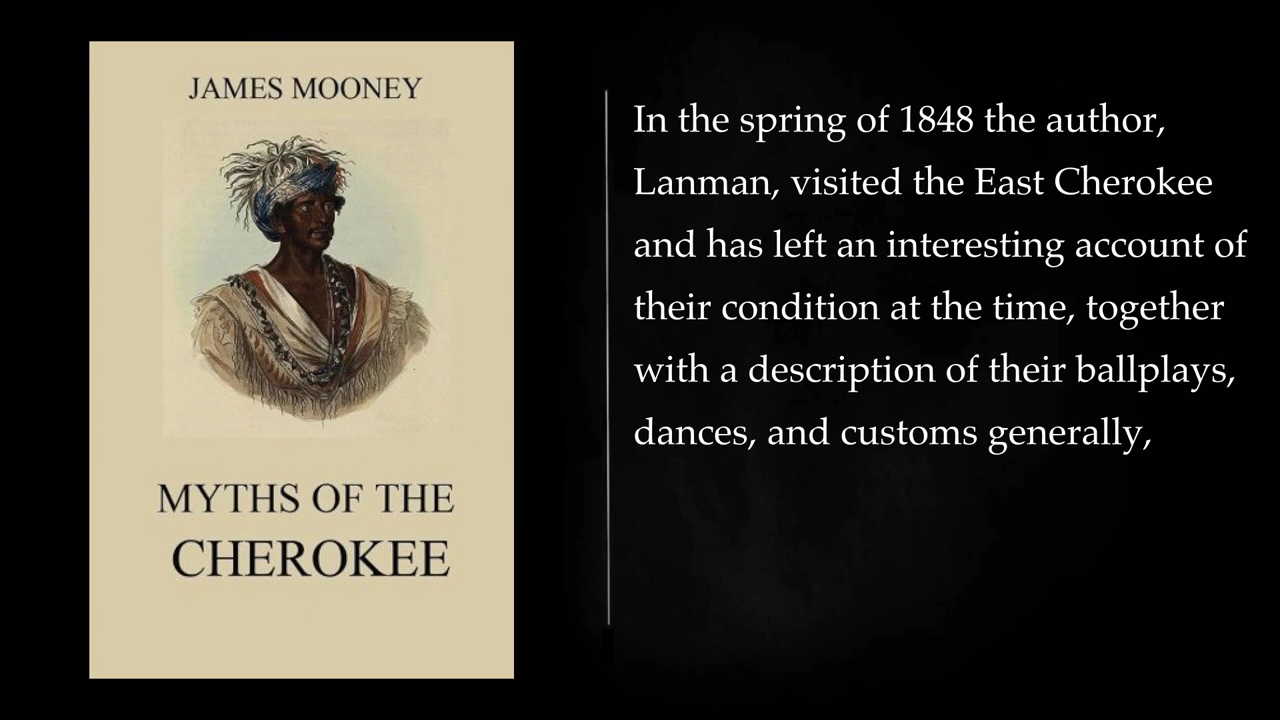 JAMES MOONEY
MYTHS OF THE
CHEROKEE
In the spring of 1848 the author,
Lanman, visited the East Cherokee
and has left an interesting account of
their condition at the time, together
with a description of their ballplays,
dances, and customs generally,